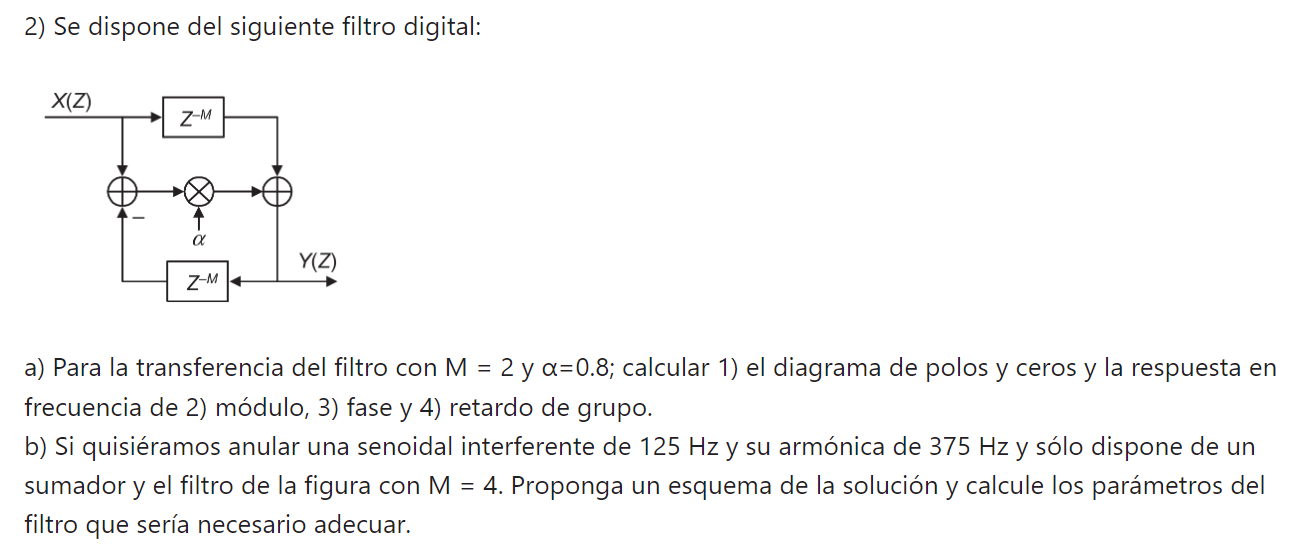 2) Se dispone del siguiente filtro digital:
X(Z)
Z–M
–
α
Y(Z)
Z–M
a) Para la transferencia del filtro con M = 2 y α=0.8; calcular 1) el diagrama de polos y ceros y la respuesta en
frecuencia de 2) módulo, 3) fase y 4) retardo de grupo.
b) Si quisiéramos anular una senoidal interferente de 125 Hz y su armónica de 375 Hz y sólo dispone de un
sumador y el filtro de la figura con M = 4. Proponga un esquema de la solución y calcule los parámetros del
filtro que sería necesario adecuar.